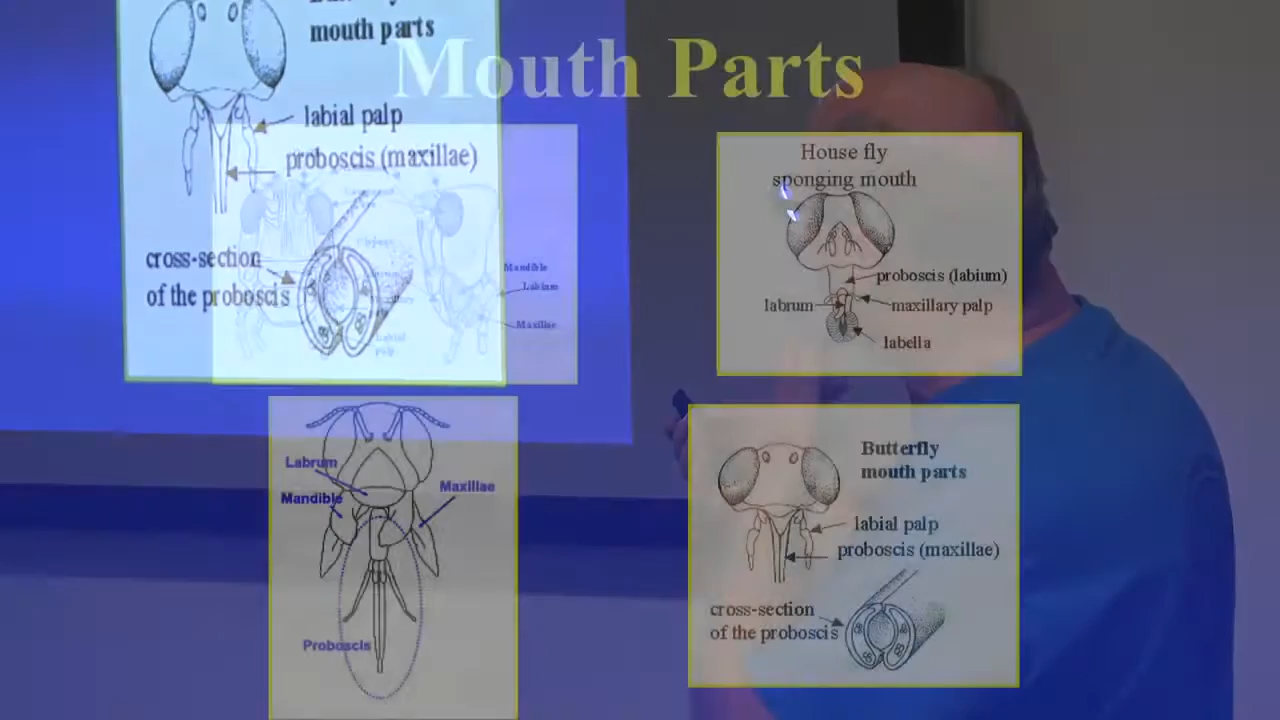 mouth parts
labial palp
proboscis (maxillae)
cross-section
of the proboscis
Mouth Parts
Mandible
Labium
Maxillae
Labial
palp
House fly
sponging mouth
proboscis (labium)
labrum
maxillary palp
labella
Labrum
Mandible
Maxillae
Proboscis
Butterfly
mouth parts
labial palp
proboscis (maxillae)
cross-section
of the proboscis